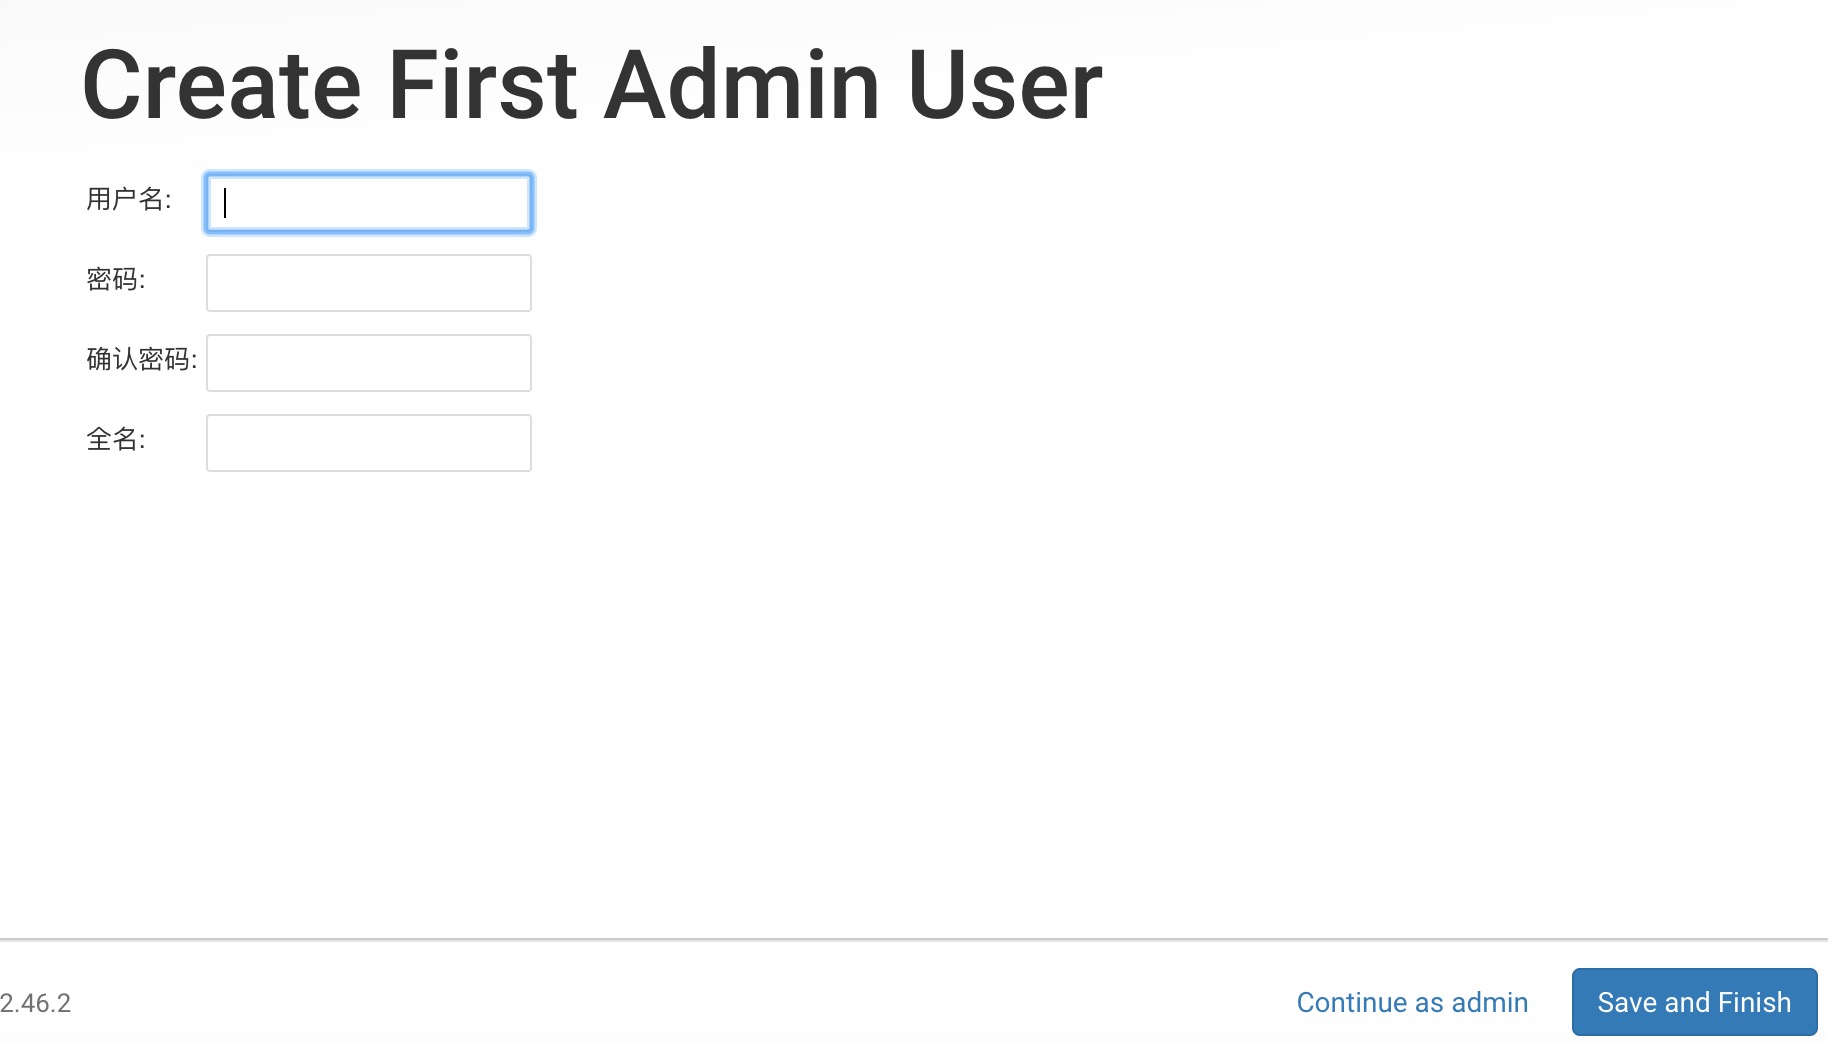 Create First Admin User
用户名:
密码:
确认密码:
全名:
2.46.2
Continue as admin
Save and Finish